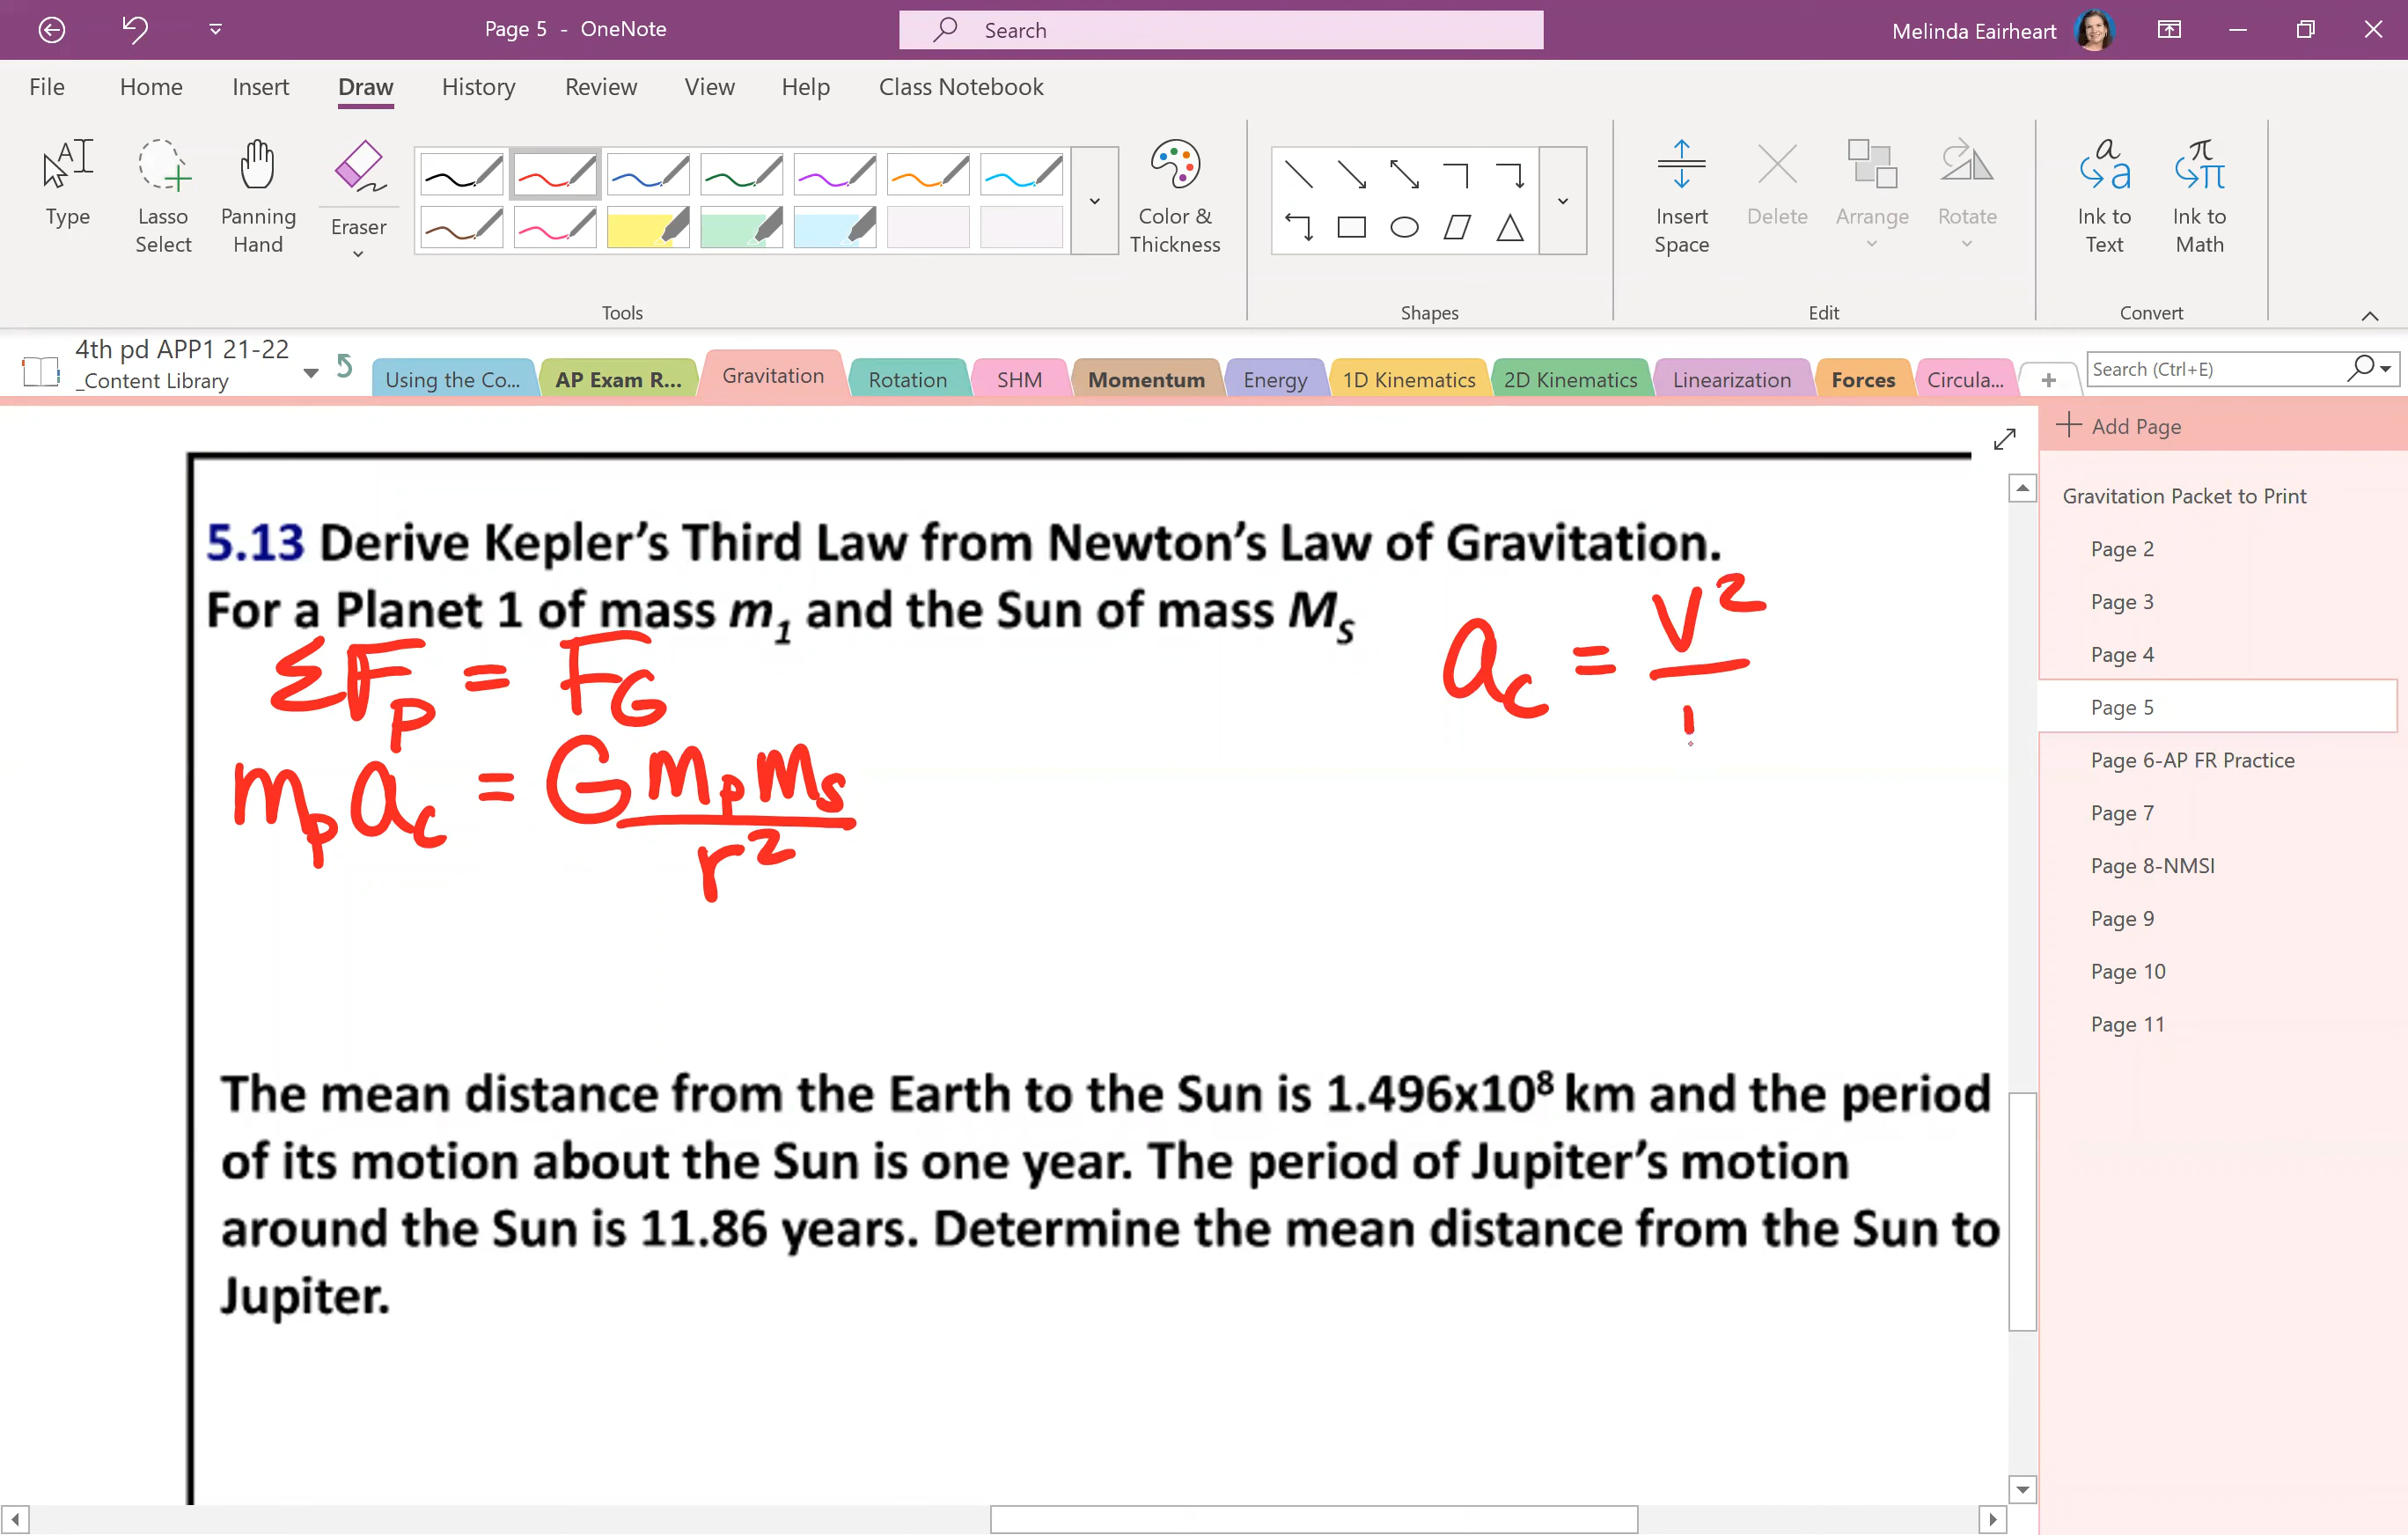 Page 5 - OneNote
Search
Melinda Eairheart
File Home Insert Draw History Review View Help Class Notebook
Type
Lasso Select
Panning Hand
Eraser
Color & Thickness
Insert Space
Delete
Arrange
Rotate
Ink to Text
Ink to Math
Tools
Shapes
Edit
Convert
4th pd APP1 21-22
_Content Library
Using the Co... AP Exam R... Gravitation Rotation SHM Momentum Energy 1D Kinematics 2D Kinematics Linearization Forces Circula...
Search (Ctrl+E)
Add Page
Gravitation Packet to Print
Page 2
Page 3
Page 4
Page 5
Page 6-AP FR Practice
Page 7
Page 8-NMSI
Page 9
Page 10
Page 11
5.13 Derive Kepler's Third Law from Newton's Law of Gravitation.
For a Planet 1 of mass m₁ and the Sun of mass Mₛ
ΣFₚ = F_G
a_c = v²/
mₚa_c = G mₚmₛ/r²
The mean distance from the Earth to the Sun is 1.496x10⁸ km and the period
of its motion about the Sun is one year. The period of Jupiter's motion
around the Sun is 11.86 years. Determine the mean distance from the Sun to
Jupiter.